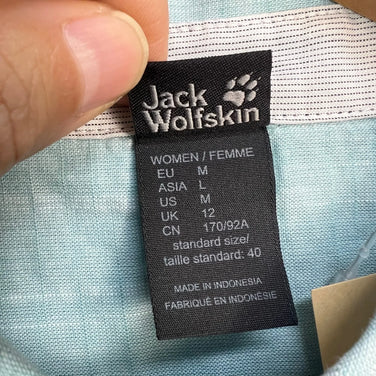 Jack
Wolfskin
WOMEN / FEMME
EU M
ASIA L
US M
UK 12
CN 170/92A
standard size/
taille standard: 40
MADE IN INDONESIA
FABRIQUÉ EN INDONÉSIE